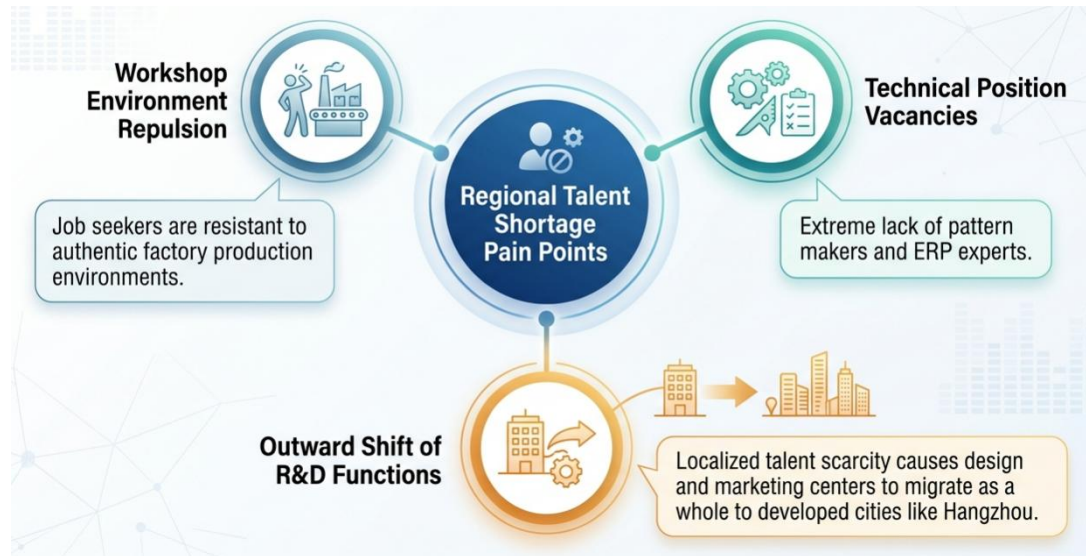 Workshop
Environment
Repulsion
Job seekers are resistant to
authentic factory production
environments.
Regional Talent
Shortage
Pain Points
Technical Position
Vacancies
Extreme lack of pattern
makers and ERP experts.
Outward Shift of
R&D Functions
Localized talent scarcity causes design
and marketing centers to migrate as a
whole to developed cities like Hangzhou.